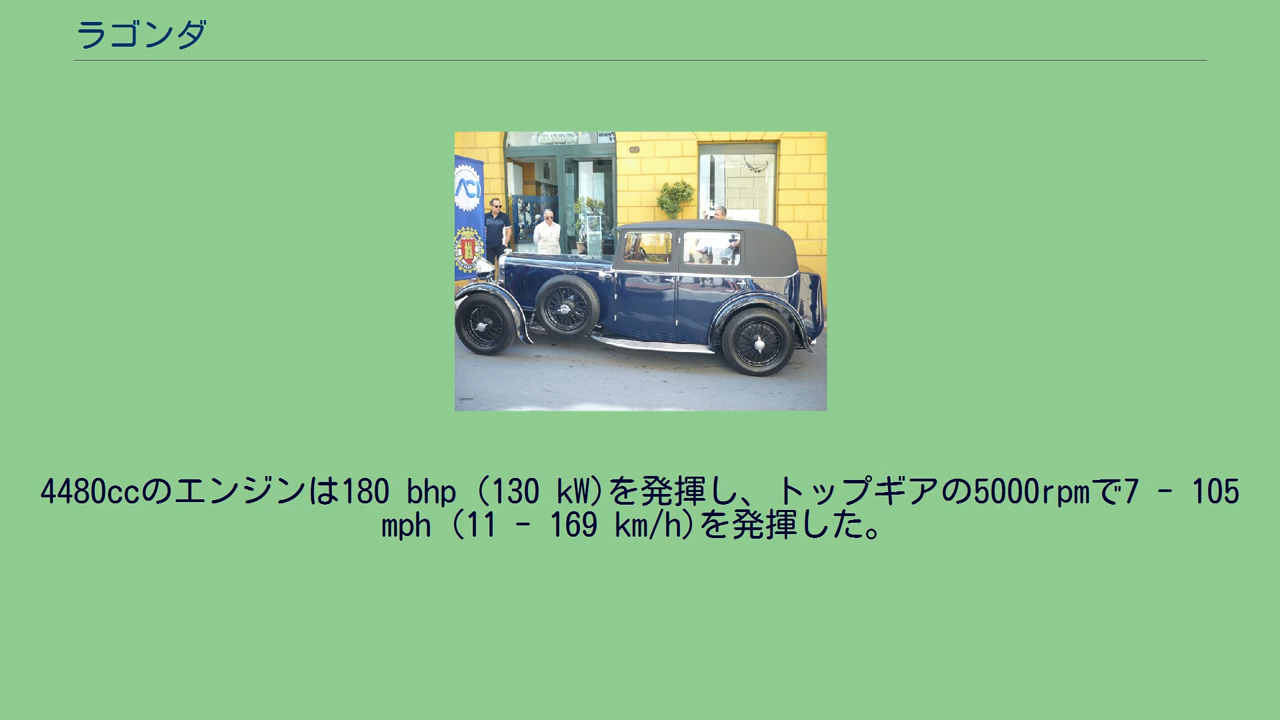 ラゴンダ
ACI
4480ccのエンジンは180 bhp (130 kW)を発揮し、トップギアの5000rpmで7 - 105
mph (11 - 169 km/h)を発揮した。